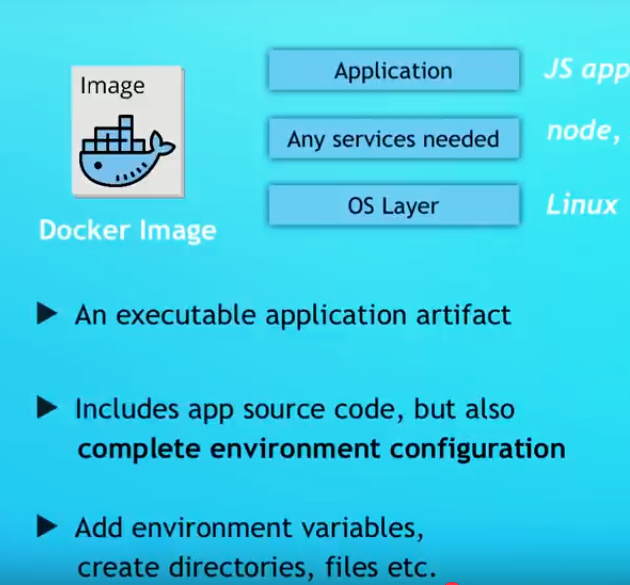 Image
Docker Image
Application
JS app
Any services needed
node,
OS Layer
Linux
An executable application artifact
Includes app source code, but also
complete environment configuration
Add environment variables,
create directories, files etc.